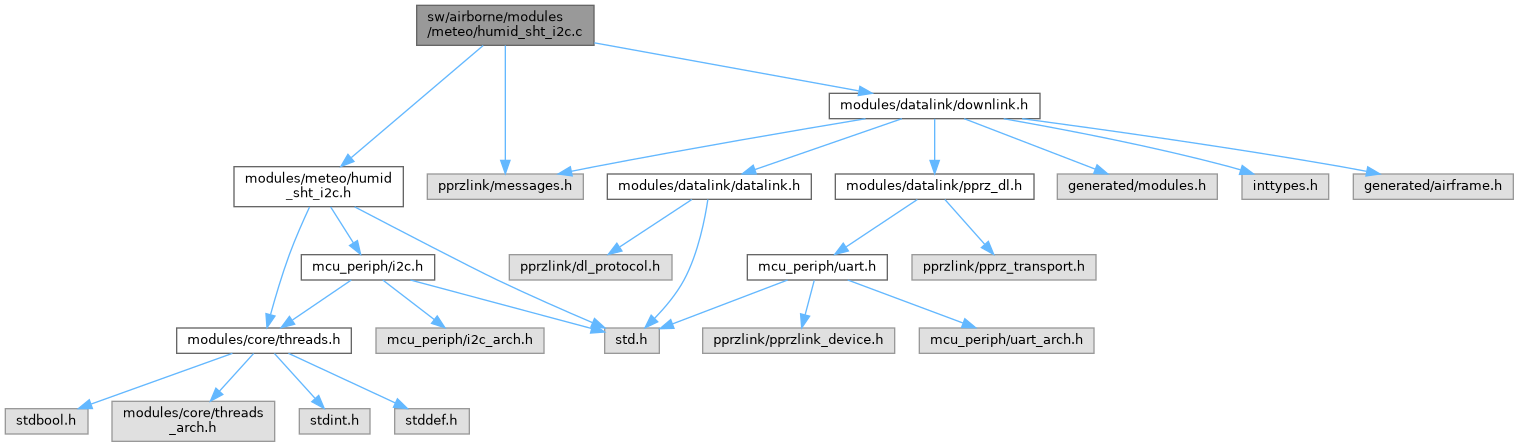 sw/airborne/modules
/meteo/humid_sht_i2c.c
modules/datalink/downlink.h
modules/meteo/humid
_sht_i2c.h
pprzlink/messages.h
modules/datalink/datalink.h
modules/datalink/pprz_dl.h
generated/modules.h
inttypes.h
generated/airframe.h
mcu_periph/i2c.h
pprzlink/dl_protocol.h
mcu_periph/uart.h
pprzlink/pprz_transport.h
modules/core/threads.h
mcu_periph/i2c_arch.h
std.h
pprzlink/pprzlink_device.h
mcu_periph/uart_arch.h
stdbool.h
modules/core/threads
_arch.h
stdint.h
stddef.h